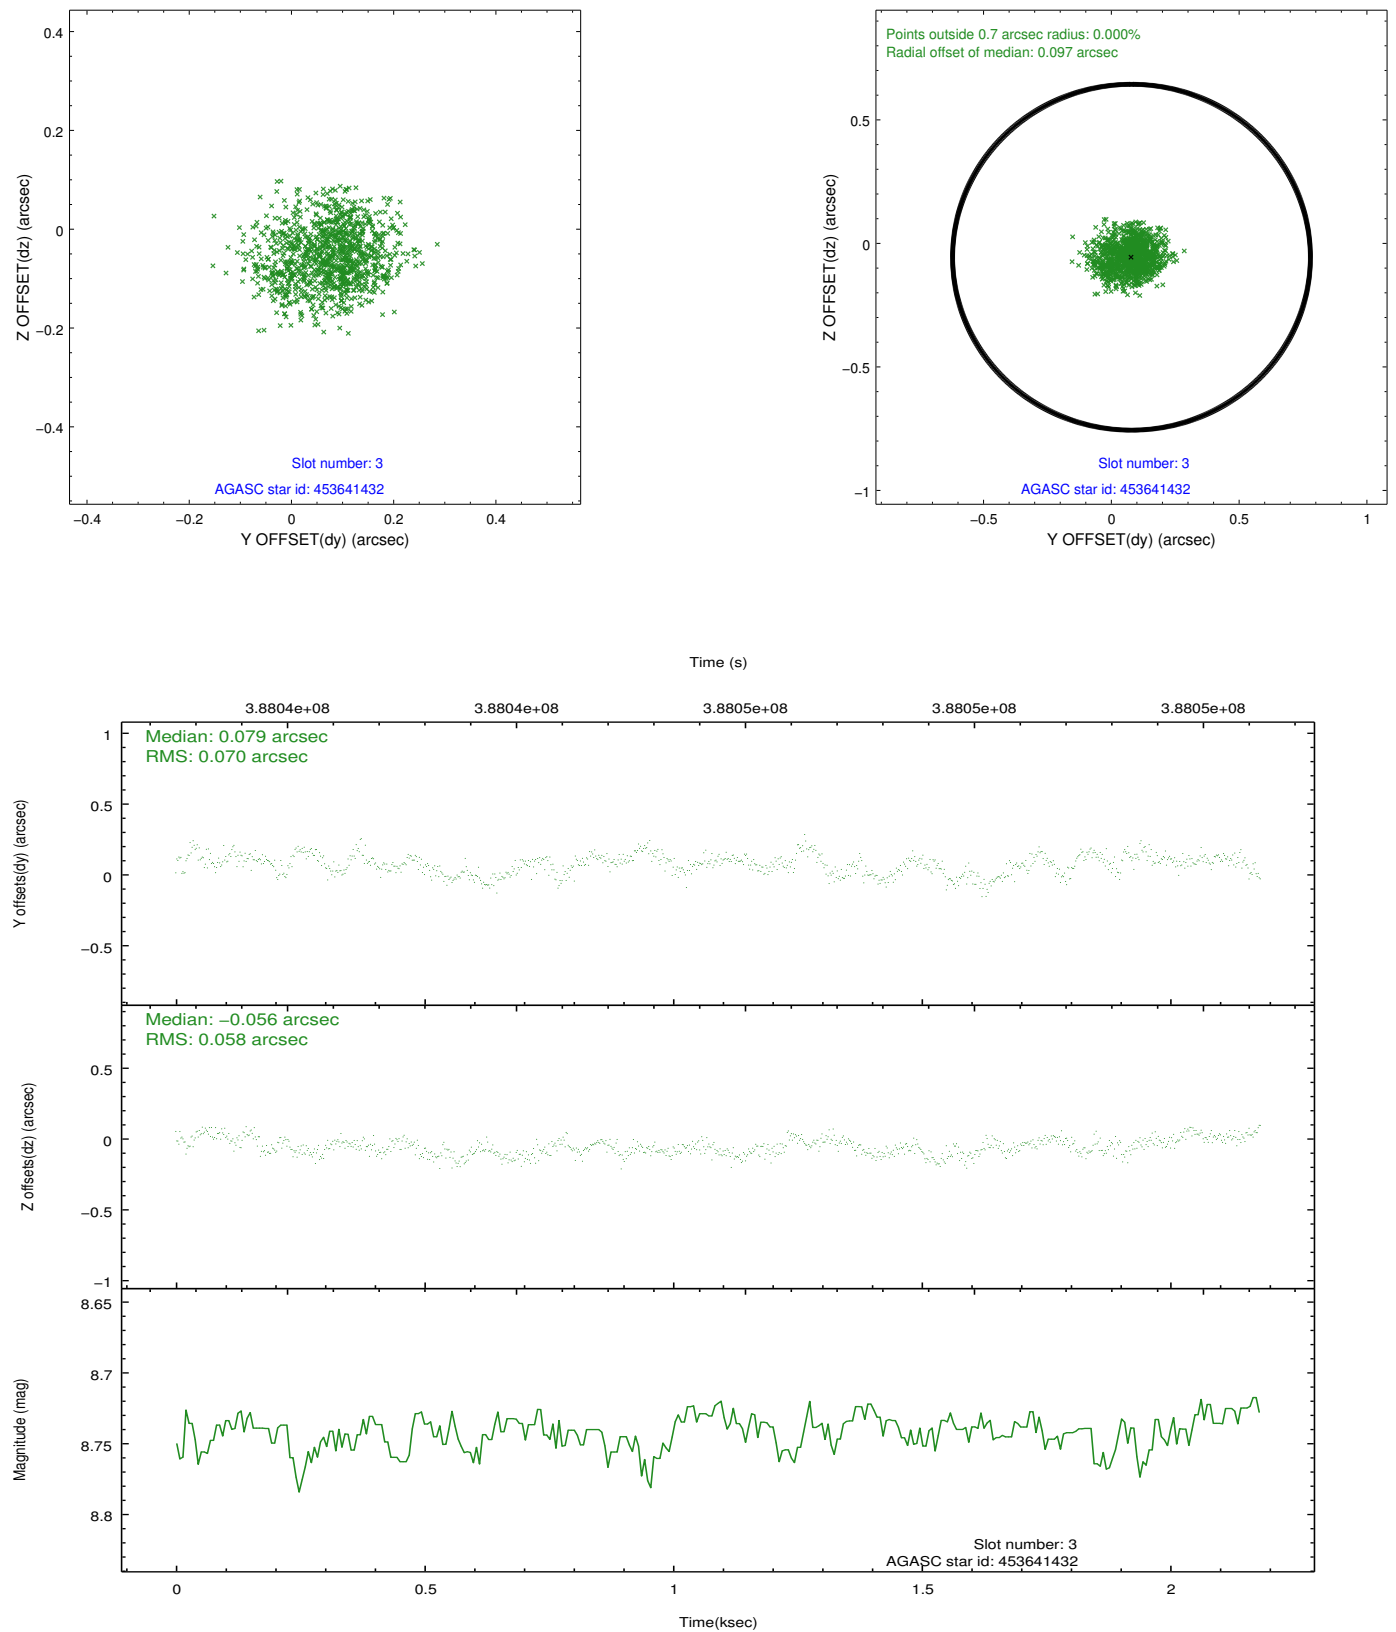 0.4
0.2
0
−0.2
−0.4
Z OFFSET(dz) (arcsec)
Slot number: 3
AGASC star id: 453641432
−0.4
−0.2
0
0.2
0.4
Y OFFSET(dy) (arcsec)
Points outside 0.7 arcsec radius: 0.000%
Radial offset of median: 0.097 arcsec
0.5
0
−0.5
−1
Z OFFSET(dz) (arcsec)
Slot number: 3
AGASC star id: 453641432
−0.5
0
0.5
1
Y OFFSET(dy) (arcsec)
Time (s)
3.8804e+08
3.8804e+08
3.8805e+08
3.8805e+08
3.8805e+08
Median: 0.079 arcsec
RMS: 0.070 arcsec
1
0.5
0
−0.5
Y offsets(dy) (arcsec)
Median: −0.056 arcsec
RMS: 0.058 arcsec
0.5
0
−0.5
−1
Z offsets(dz) (arcsec)
8.65
8.7
8.75
8.8
Magnitude (mag)
Slot number: 3
AGASC star id: 453641432
0
0.5
1
1.5
2
Time(ksec)